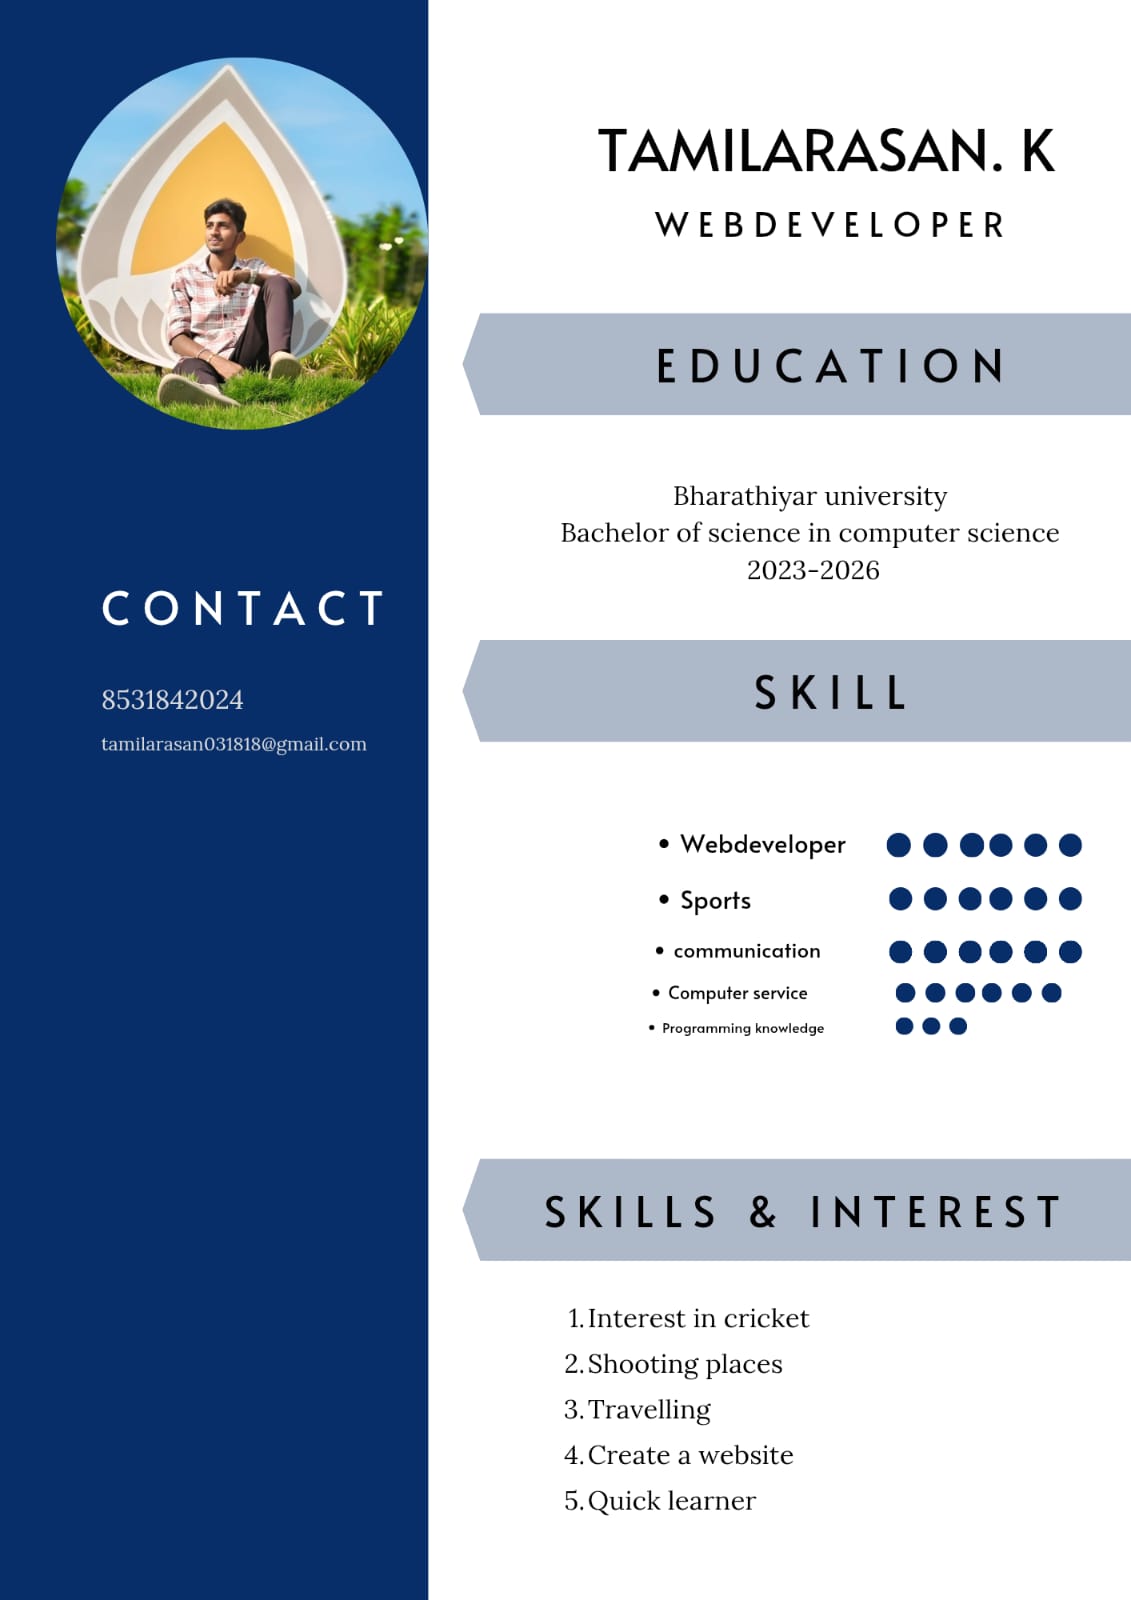 TAMILARASAN. K
WEBDEVELOPER
EDUCATION
Bharathiyar university
Bachelor of science in computer science
2023-2026
CONTACT
8531842024
tamilarasan031818@gmail.com
SKILL
• Webdeveloper
• Sports
• communication
• Computer service
• Programming knowledge
SKILLS & INTEREST
1. Interest in cricket
2. Shooting places
3. Travelling
4. Create a website
5. Quick learner